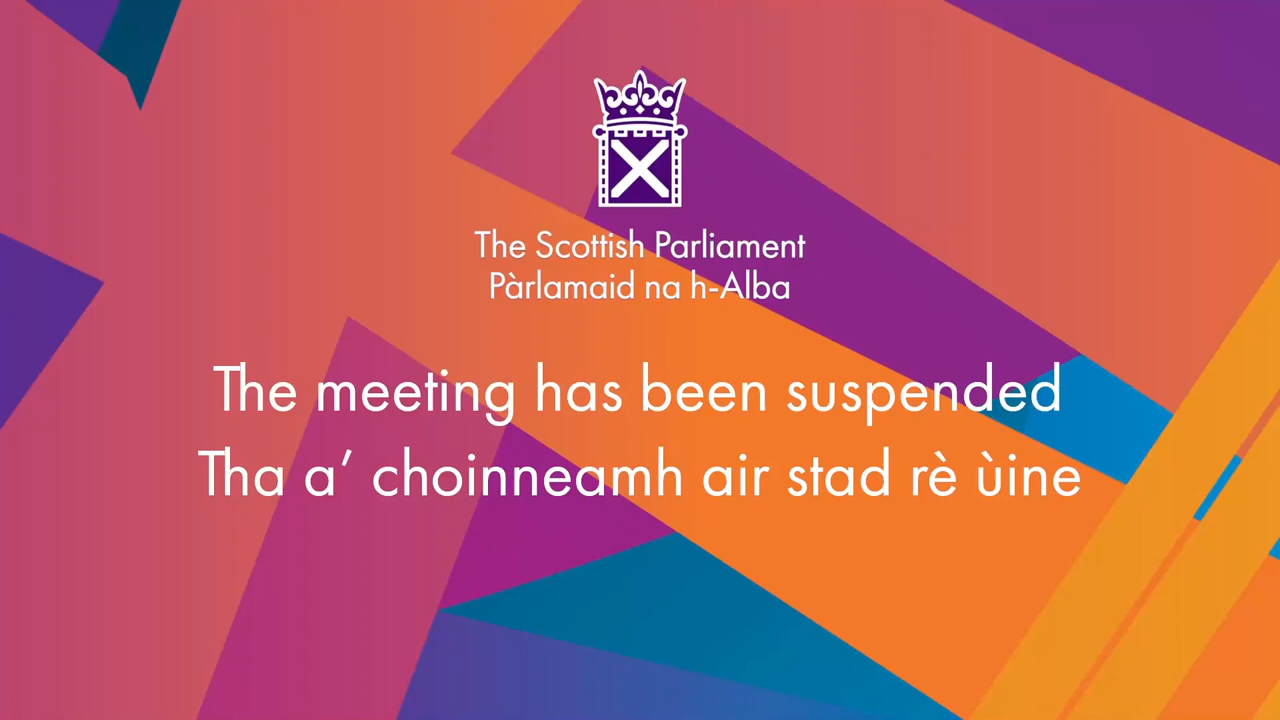 The Scottish Parliament
Pàrlamaid na h-Alba
The meeting has been suspended
Tha a’ choinneamh air stad rè ùine